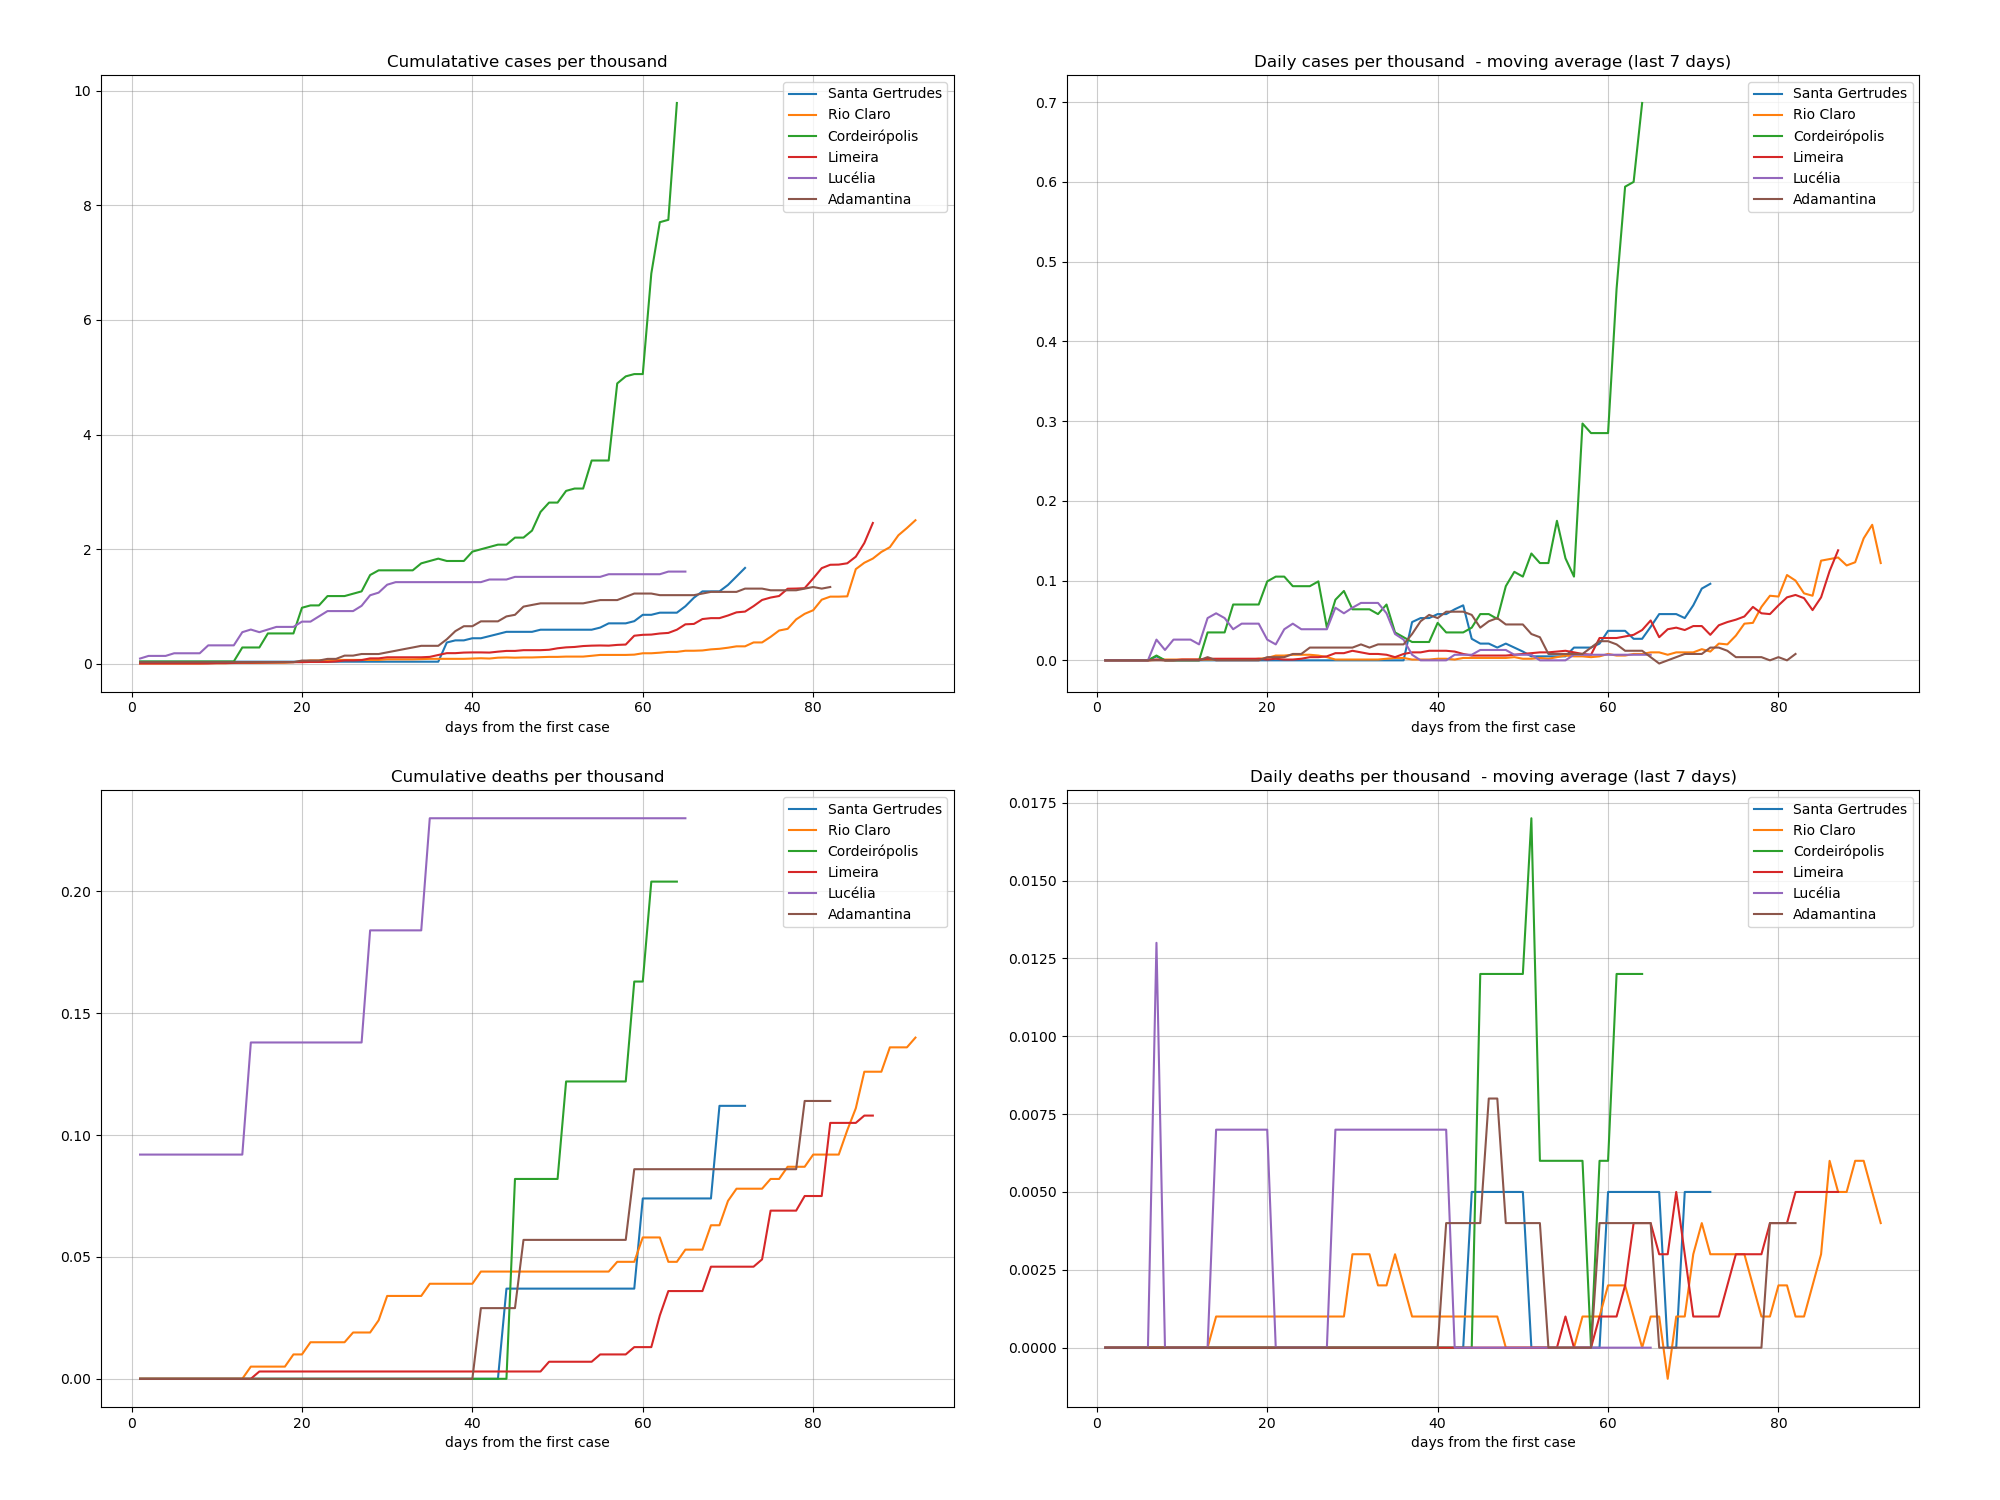 Cumulatative cases per thousand
10
8
6
4
2
0
0 20 40 60 80
days from the first case
Santa Gertrudes
Rio Claro
Cordeirópolis
Limeira
Lucélia
Adamantina
Daily cases per thousand  - moving average (last 7 days)
0.7
0.6
0.5
0.4
0.3
0.2
0.1
0.0
0 20 40 60 80
days from the first case
Santa Gertrudes
Rio Claro
Cordeirópolis
Limeira
Lucélia
Adamantina
Cumulative deaths per thousand
0.20
0.15
0.10
0.05
0.00
0 20 40 60 80
days from the first case
Santa Gertrudes
Rio Claro
Cordeirópolis
Limeira
Lucélia
Adamantina
Daily deaths per thousand  - moving average (last 7 days)
0.0175
0.0150
0.0125
0.0100
0.0075
0.0050
0.0025
0.0000
0 20 40 60 80
days from the first case
Santa Gertrudes
Rio Claro
Cordeirópolis
Limeira
Lucélia
Adamantina